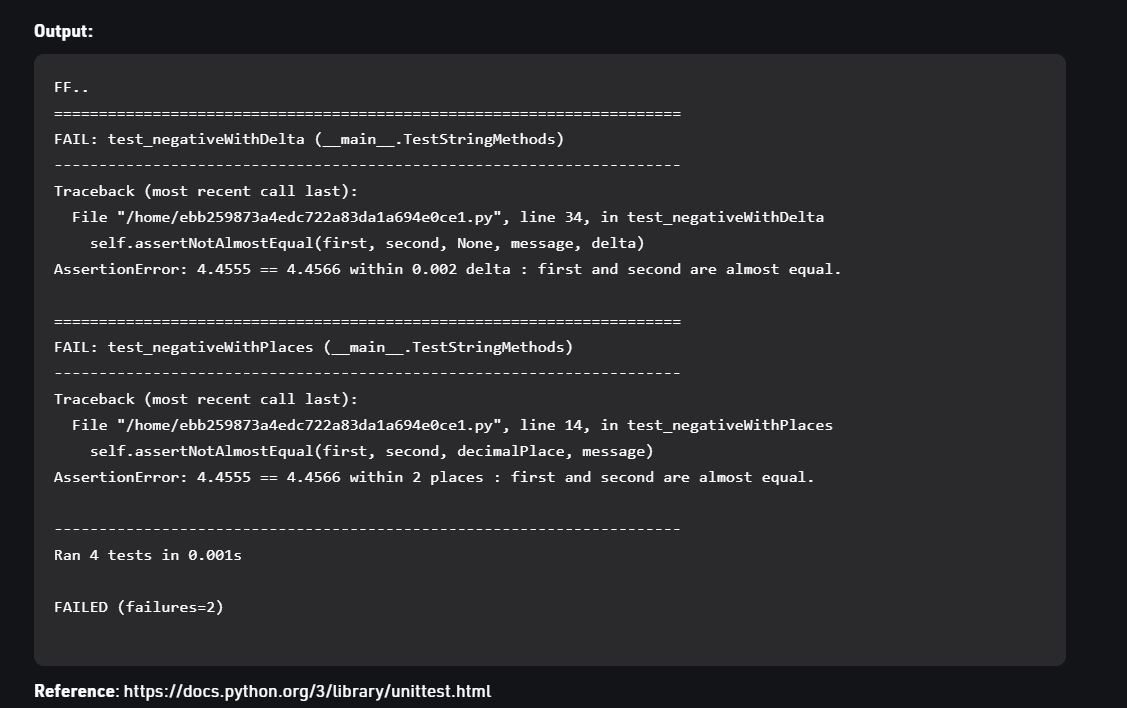 Output:
FF..
======================================================================
FAIL: test_negativeWithDelta (__main__.TestStringMethods)
----------------------------------------------------------------------
Traceback (most recent call last):
  File "/home/ebb259873a4edc722a83da1a694e0ce1.py", line 34, in test_negativeWithDelta
    self.assertNotAlmostEqual(first, second, None, message, delta)
AssertionError: 4.4555 == 4.4566 within 0.002 delta : first and second are almost equal.
======================================================================
FAIL: test_negativeWithPlaces (__main__.TestStringMethods)
----------------------------------------------------------------------
Traceback (most recent call last):
  File "/home/ebb259873a4edc722a83da1a694e0ce1.py", line 14, in test_negativeWithPlaces
    self.assertNotAlmostEqual(first, second, decimalPlace, message)
AssertionError: 4.4555 == 4.4566 within 2 places : first and second are almost equal.
----------------------------------------------------------------------
Ran 4 tests in 0.001s
FAILED (failures=2)
Reference: https://docs.python.org/3/library/unittest.html